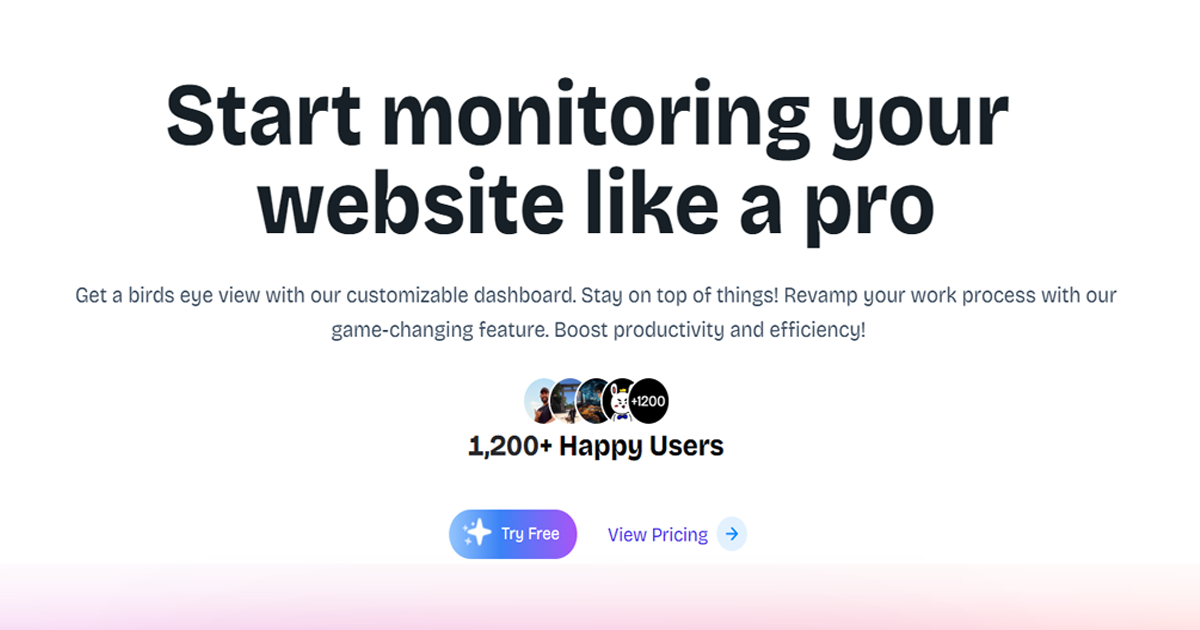 Start monitoring your
website like a pro
Get a birds eye view with our customizable dashboard. Stay on top of things! Revamp your work process with our
game-changing feature. Boost productivity and efficiency!
+1200
1,200+ Happy Users
Try Free
View Pricing